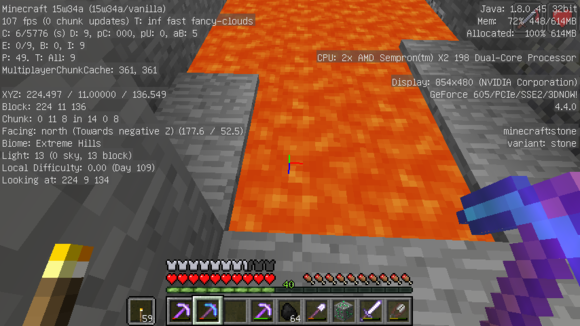 Minecraft 15w34a (15w34a/vanilla)
107 fps (0 chunk updates) T: inf fast fancy-clouds
C: 6/5776 (s) D: 9, pC: 000, pU: 0, aB: 5
E: 0/9, B: 0, I: 9
P: 49, T: All: 9
MultiplayerChunkCache: 361, 361
XYZ: 224.497 / 11.00000 / 136.549
Block: 224 11 136
Chunk: 0 11 8 in 14 0 8
Facing: north (Towards negative Z) (177.6 / 52.5)
Biome: Extreme Hills
Light: 13 (0 sky, 13 block)
Local Difficulty: 0.00 (Day 109)
Looking at: 224 9 134
Java: 1.8.0_45 32bit
Mem: 72% 448/614MB
Allocated: 100% 614MB
CPU: 2x AMD Sempron(tm) X2 198 Dual-Core Processor
Display: 854x480 (NVIDIA Corporation)
GeForce 605/PCIe/SSE2/3DNOW!
4.4.0
minecraft:stone
variant: stone
40
59
64